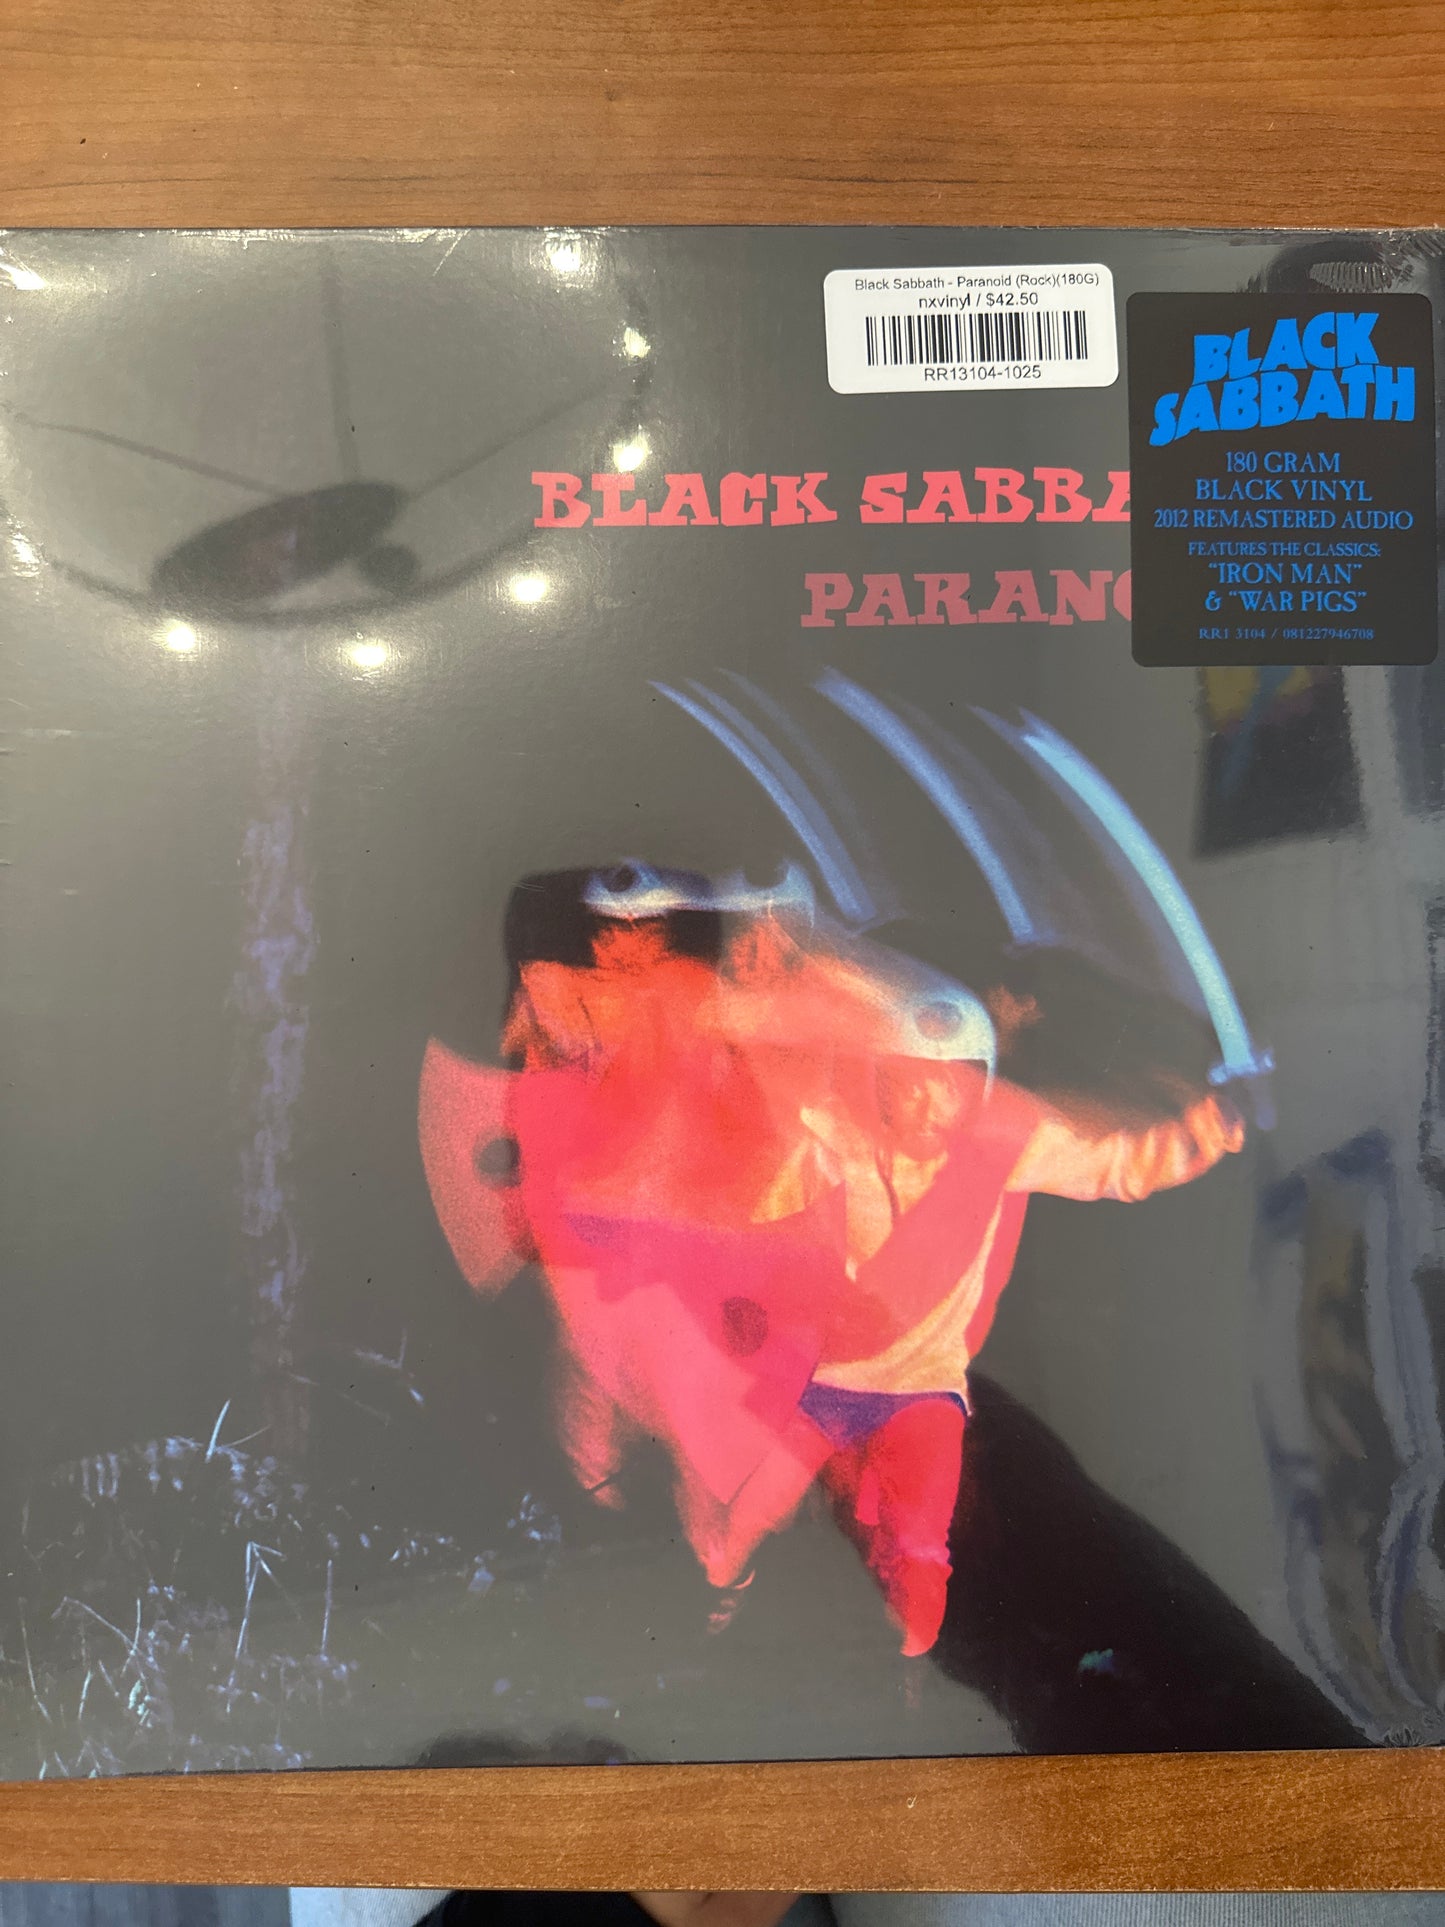 Black Sabbath - Paranoid (Rock)(180G)
nxvinyl / $42.50
RR13104-1025
BLACK
SABBATH
180 GRAM
BLACK VINYL
2012 REMASTERED AUDIO
FEATURES THE CLASSICS:
"IRON MAN"
& "WAR PIGS"
RR1 3104 / 081227946708
BLACK SABBA
PARANO